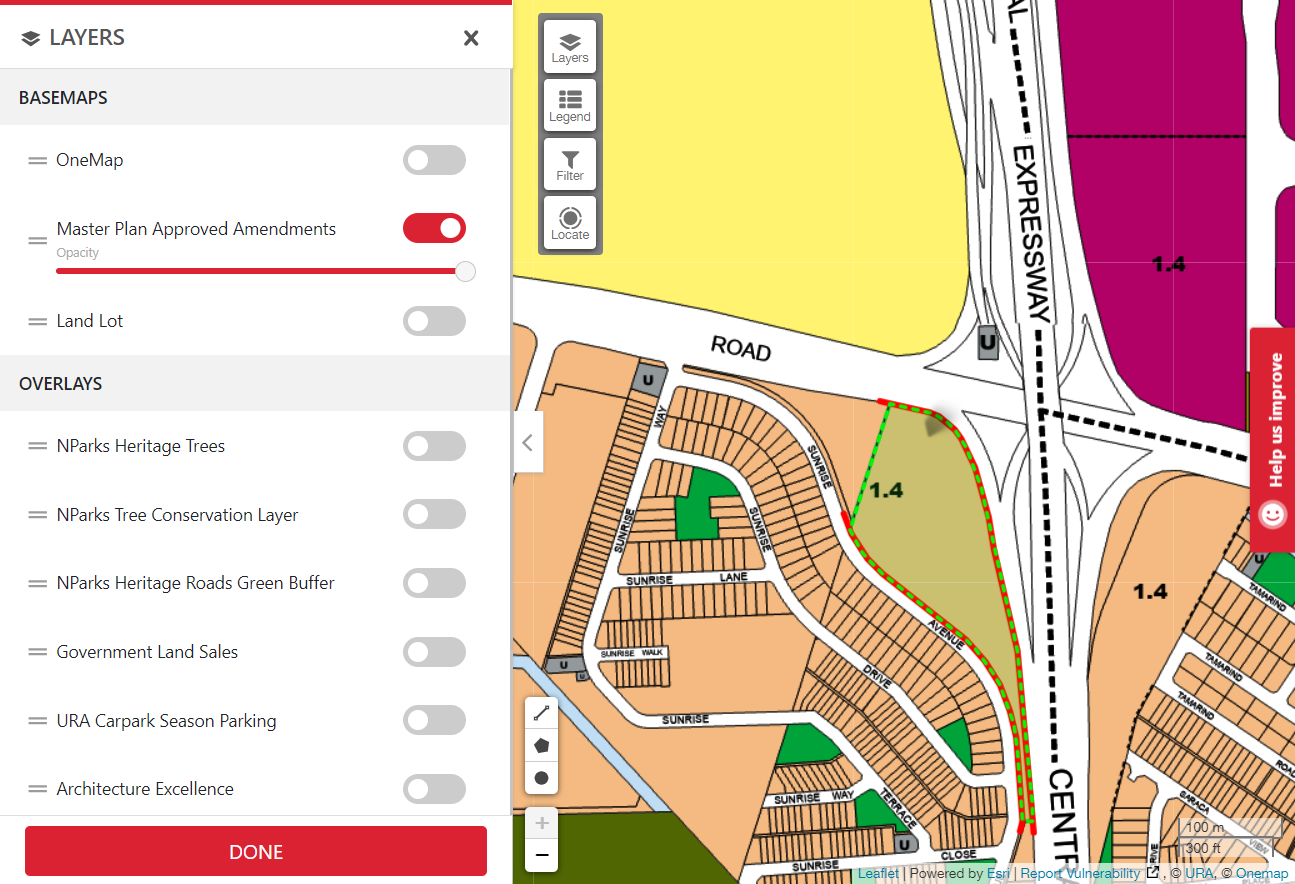 LAYERS
BASEMAPS
OneMap
Master Plan Approved Amendments
Opacity
Land Lot
OVERLAYS
NParks Heritage Trees
NParks Tree Conservation Layer
NParks Heritage Roads Green Buffer
Government Land Sales
URA Carpark Season Parking
Architecture Excellence
DONE
Layers
Legend
Filter
Locate
AL
EXPRESSWAY
1.4
U
ROAD
U
WAY
SUNRISE
1.4
SUNRISE
SUNRISE
SUNRISE LANE
1.4
Help us improve
U
TAMARIND
AVENUE
SUNRISE WALK
U
U
DRIVE
TAMARIND
TAMARIND
SUNRISE
ROAD
CENTR
SUNRISE WAY
TERRACE
SARACA
U
CLOSE
SUNRISE
RIVE
VIEW
100 m
300 ft
Leaflet | Powered by Esri | Report Vulnerability , © URA, © Onemap